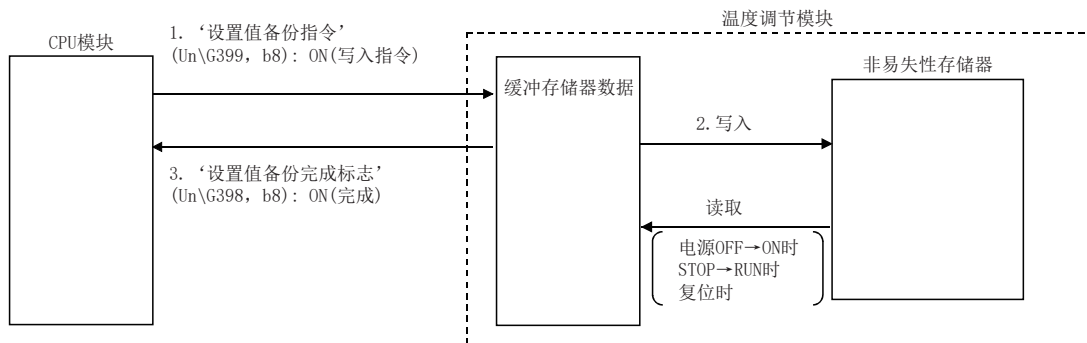 温度调节模块
CPU模块
1. ‘设置值备份指令’
(Un\G399, b8): ON(写入指令)
非易失性存储器
缓冲存储器数据
2.写入
3. ‘设置值备份完成标志’
(Un\G398, b8): ON(完成)
读取
电源OFF→ON时
STOP→RUN时
复位时